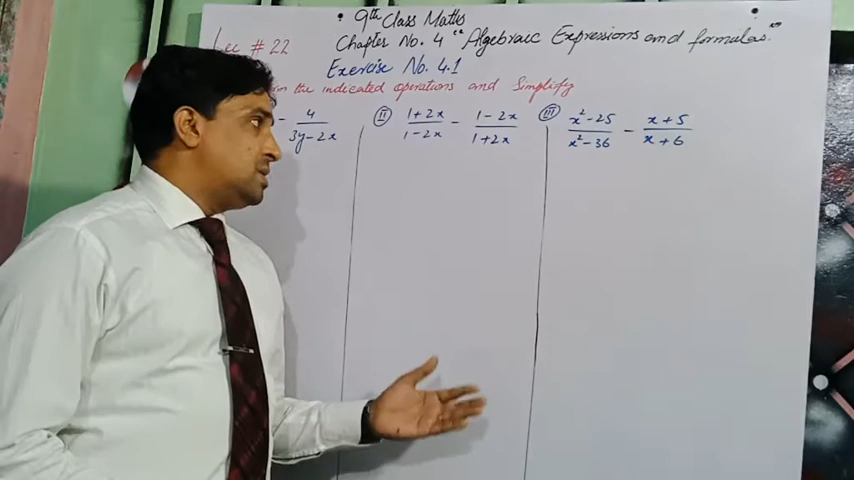 9th Class Maths
Lec # 22
Chapter No. 4 "Algebraic Expressions and formulas."
Exercise No. 4.1
the indicated operations and Simplify
- 4/(3y-2x)
(II) (1+2x)/(1-2x) - (1-2x)/(1+2x)
(III) (x²-25)/(x²-36) - (x+5)/(x+6)